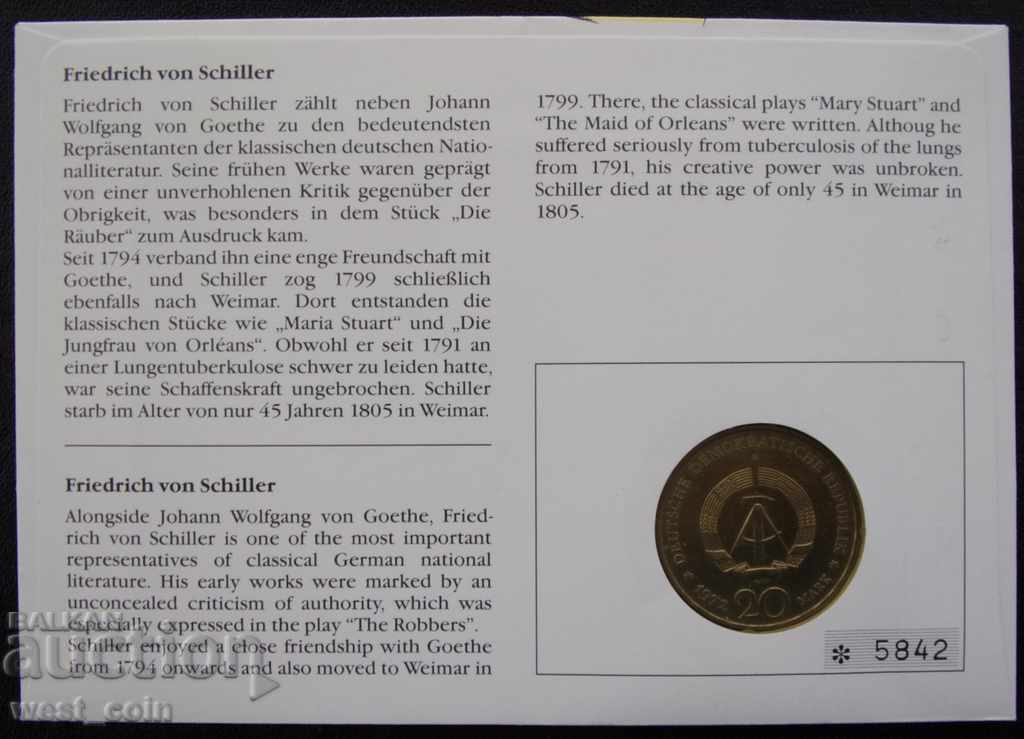 Friedrich von Schiller
Friedrich von Schiller zählt neben Johann
Wolfgang von Goethe zu den bedeutendsten
Repräsentanten der klassischen deutschen Natio-
nalliteratur. Seine frühen Werke waren geprägt
von einer unverhohlenen Kritik gegenüber der
Obrigkeit, was besonders in dem Stück „Die
Räuber“ zum Ausdruck kam.
Seit 1794 verband ihn eine enge Freundschaft mit
Goethe, und Schiller zog 1799 schließlich
ebenfalls nach Weimar. Dort entstanden die
klassischen Stücke wie „Maria Stuart“ und „Die
Jungfrau von Orléans“. Obwohl er seit 1791 an
einer Lungentuberkulose schwer zu leiden hatte,
war seine Schaffenskraft ungebrochen. Schiller
starb im Alter von nur 45 Jahren 1805 in Weimar.
Friedrich von Schiller
Alongside Johann Wolfgang von Goethe, Fried-
rich von Schiller is one of the most important
representatives of classical German national
literature. His early works were marked by an
unconcealed criticism of authority, which was
especially expressed in the play “The Robbers”.
Schiller enjoyed a close friendship with Goethe
from 1794 onwards and also moved to Weimar in
1799. There, the classical plays “Mary Stuart” and
“The Maid of Orleans” were written. Althoug he
suffered seriously from tuberculosis of the lungs
from 1791, his creative power was unbroken.
Schiller died at the age of only 45 in Weimar in
1805.
DEUTSCHE DEMOKRATISCHE REPUBLIK
1972 20 MARK
* 5842
BALKAN
auction
west_coin